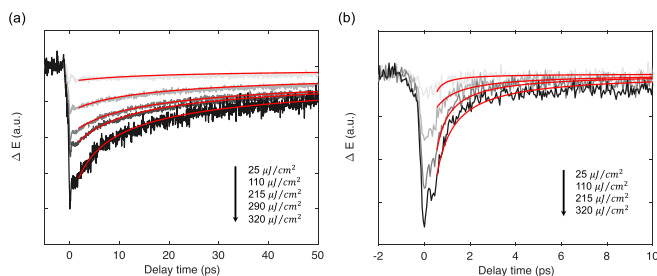 (a)
Δ E (a.u.)
25 μJ/cm²
110 μJ/cm²
215 μJ/cm²
290 μJ/cm²
320 μJ/cm²
0 10 20 30 40 50
Delay time (ps)
(b)
Δ E (a.u.)
25 μJ/cm²
110 μJ/cm²
215 μJ/cm²
320 μJ/cm²
-2 0 2 4 6 8 10
Delay time (ps)